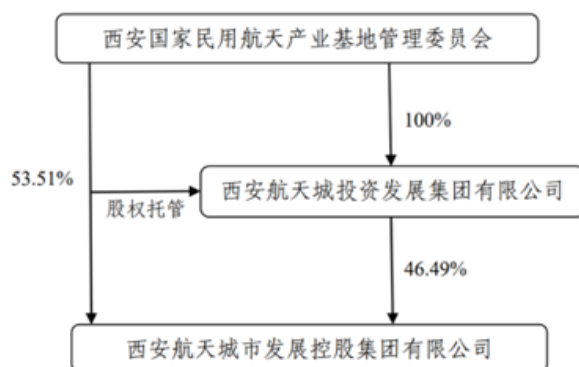 西安国家民用航天产业基地管理委员会
100%
53.51%
西安航天城投资发展集团有限公司
股权托管
46.49%
西安航天城市发展控股集团有限公司